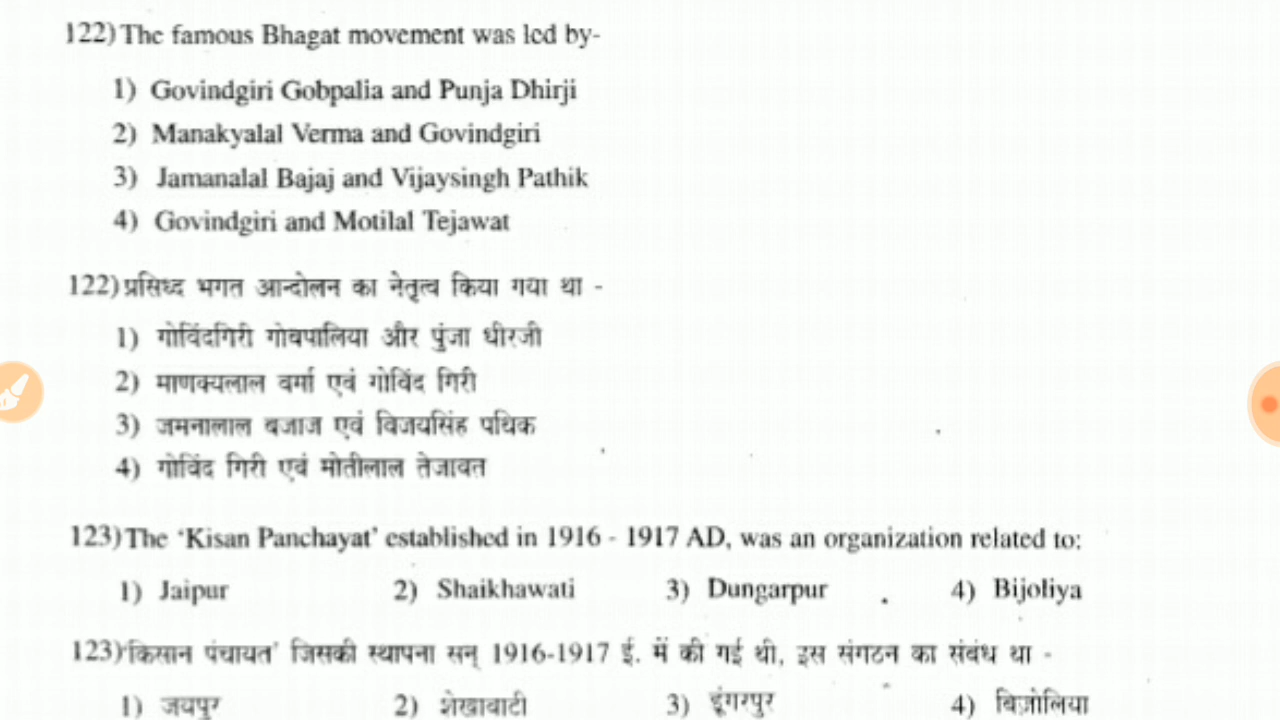 122) The famous Bhagat movement was led by-
1) Govindgiri Gobpalia and Punja Dhirji
2) Manakyalal Verma and Govindgiri
3) Jamanalal Bajaj and Vijaysingh Pathik
4) Govindgiri and Motilal Tejawat
122) प्रसिध्द भगत आन्दोलन का नेतृत्व किया गया था -
1) गोविंदगिरी गोबपालिया और पुंजा धीरजी
2) माणक्यलाल वर्मा एवं गोविंद गिरी
3) जमनालाल बजाज एवं विजयसिंह पथिक
4) गोविंद गिरी एवं मोतीलाल तेजावत
123) The ‘Kisan Panchayat’ established in 1916 - 1917 AD, was an organization related to:
1) Jaipur 2) Shaikhawati 3) Dungarpur 4) Bijoliya
123) ‘किसान पंचायत’ जिसकी स्थापना सन् 1916-1917 ई. में की गई थी, इस संगठन का संबंध था -
1) जयपुर 2) शेखावाटी 3) डूंगरपुर 4) बिज़ोलिया